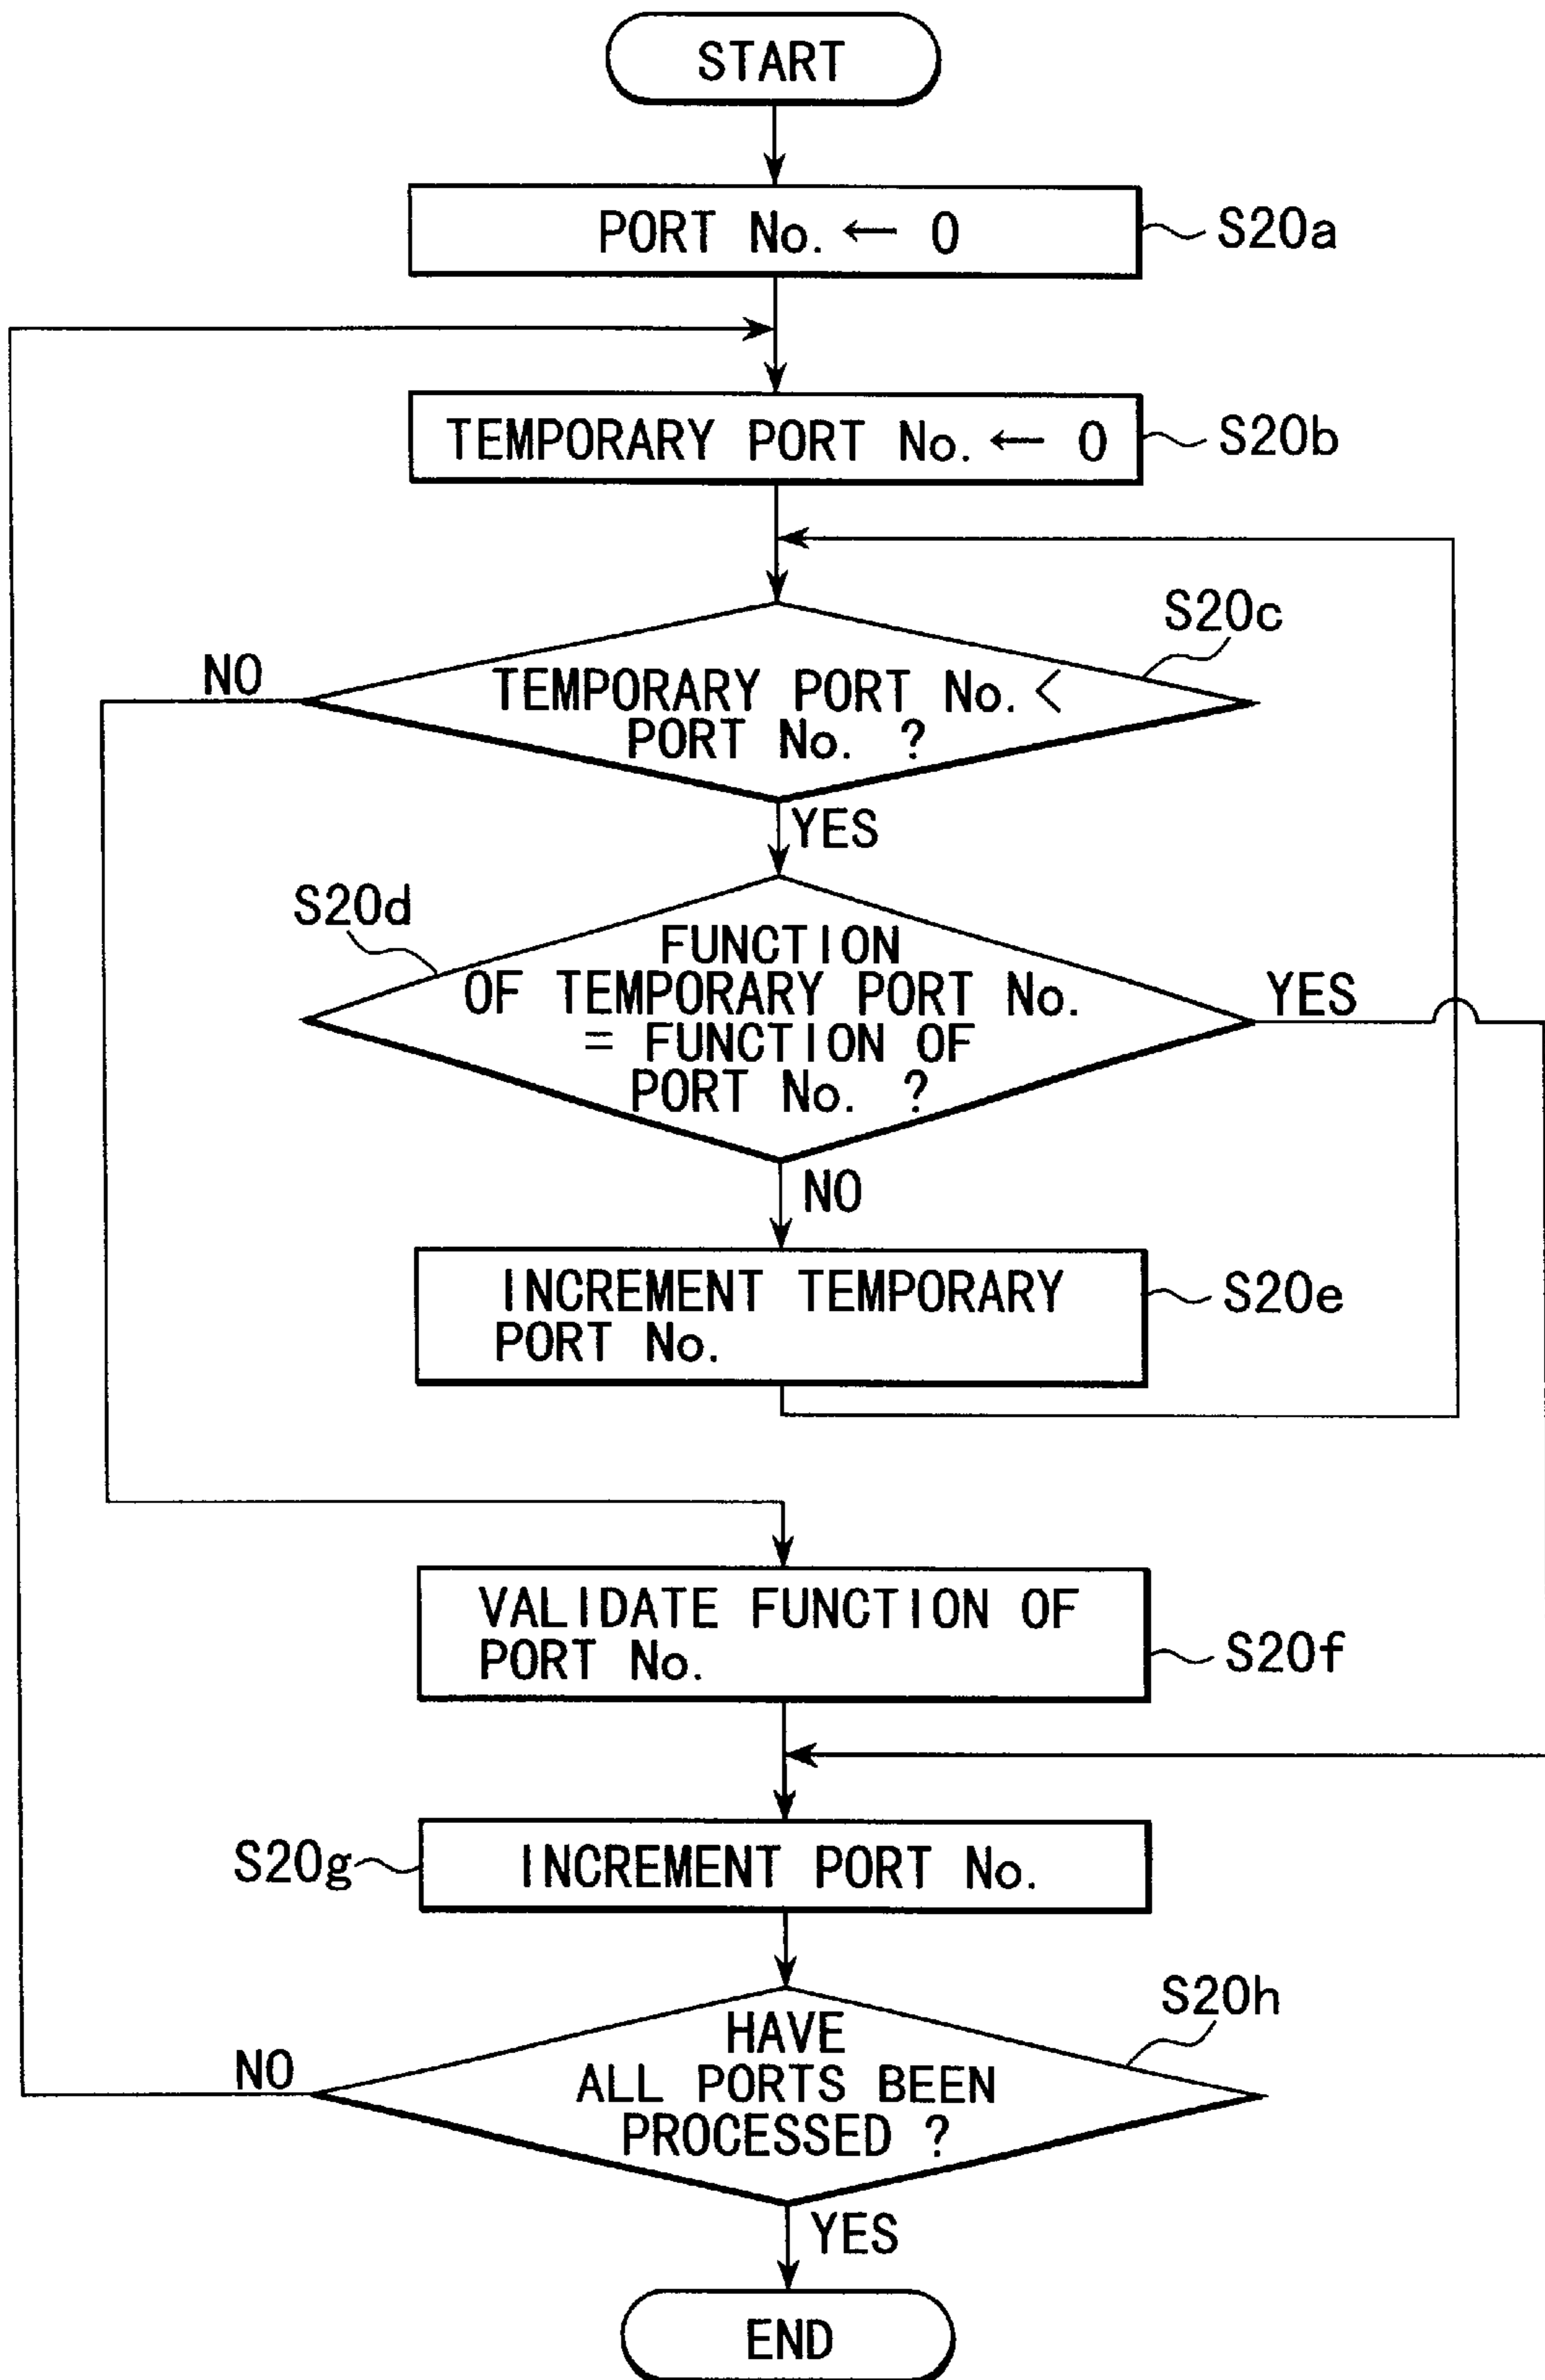 START
PORT No. ← 0
S20a
TEMPORARY PORT No. ← 0
S20b
S20c
NO
TEMPORARY PORT No. <
PORT No. ?
YES
S20d
FUNCTION
OF TEMPORARY PORT No.
= FUNCTION OF
PORT No. ?
YES
NO
INCREMENT TEMPORARY
PORT No.
S20e
VALIDATE FUNCTION OF
PORT No.
S20f
S20g
INCREMENT PORT No.
S20h
NO
HAVE
ALL PORTS BEEN
PROCESSED ?
YES
END